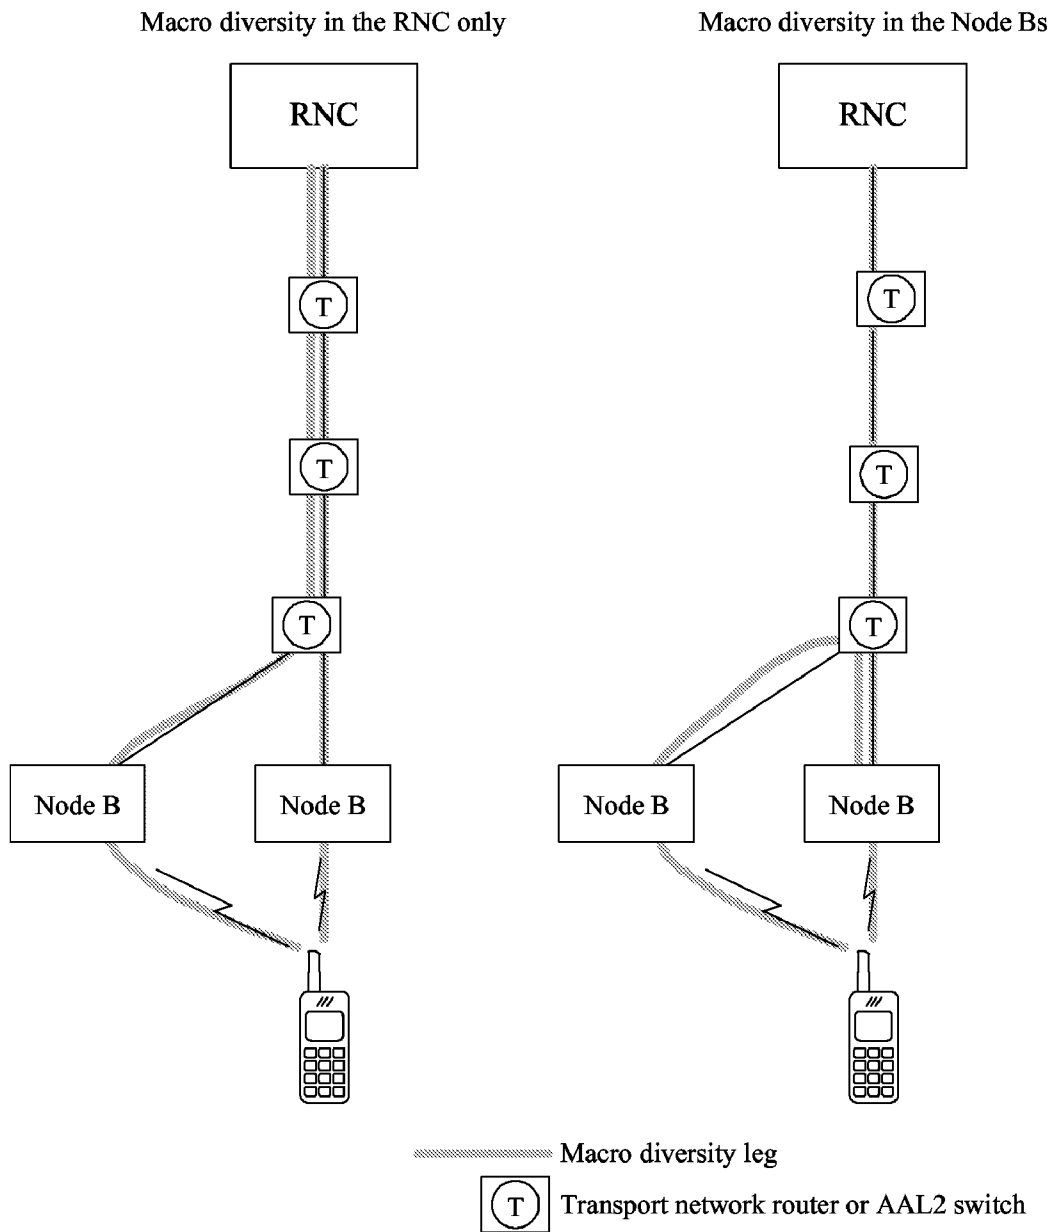 Macro diversity in the RNC only
Macro diversity in the Node Bs
RNC
RNC
T
T
T
T
T
T
Node B
Node B
Node B
Node B
Macro diversity leg
T
Transport network router or AAL2 switch